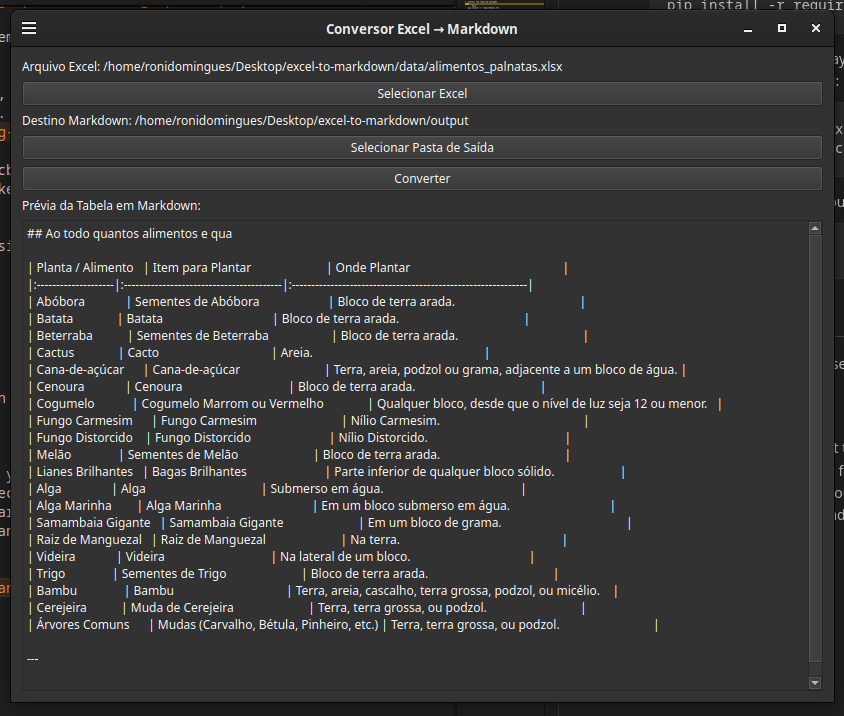 pip install -r requir
Conversor Excel → Markdown
Arquivo Excel: /home/ronidomingues/Desktop/excel-to-markdown/data/alimentos_palnatas.xlsx
Selecionar Excel
Destino Markdown: /home/ronidomingues/Desktop/excel-to-markdown/output
Selecionar Pasta de Saída
Converter
Prévia da Tabela em Markdown:
## Ao todo quantos alimentos e qua
| Planta / Alimento | Item para Plantar | Onde Plantar |
|:-------------------|:--------------------------------------|:---------------------------------------------------------|
| Abóbora | Sementes de Abóbora | Bloco de terra arada. |
| Batata | Batata | Bloco de terra arada. |
| Beterraba | Sementes de Beterraba | Bloco de terra arada. |
| Cactus | Cacto | Areia. |
| Cana-de-açúcar | Cana-de-açúcar | Terra, areia, podzol ou grama, adjacente a um bloco de água. |
| Cenoura | Cenoura | Bloco de terra arada. |
| Cogumelo | Cogumelo Marrom ou Vermelho | Qualquer bloco, desde que o nível de luz seja 12 ou menor. |
| Fungo Carmesim | Fungo Carmesim | Nílio Carmesim. |
| Fungo Distorcido | Fungo Distorcido | Nílio Distorcido. |
| Melão | Sementes de Melão | Bloco de terra arada. |
| Lianes Brilhantes | Bagas Brilhantes | Parte inferior de qualquer bloco sólido. |
| Alga | Alga | Submerso em água. |
| Alga Marinha | Alga Marinha | Em um bloco submerso em água. |
| Samambaia Gigante | Samambaia Gigante | Em um bloco de grama. |
| Raiz de Manguezal | Raiz de Manguezal | Na terra. |
| Videira | Videira | Na lateral de um bloco. |
| Trigo | Sementes de Trigo | Bloco de terra arada. |
| Bambu | Bambu | Terra, areia, cascalho, terra grossa, podzol, ou micélio. |
| Cerejeira | Muda de Cerejeira | Terra, terra grossa, ou podzol. |
| Árvores Comuns | Mudas (Carvalho, Bétula, Pinheiro, etc.) | Terra, terra grossa, ou podzol. |
---